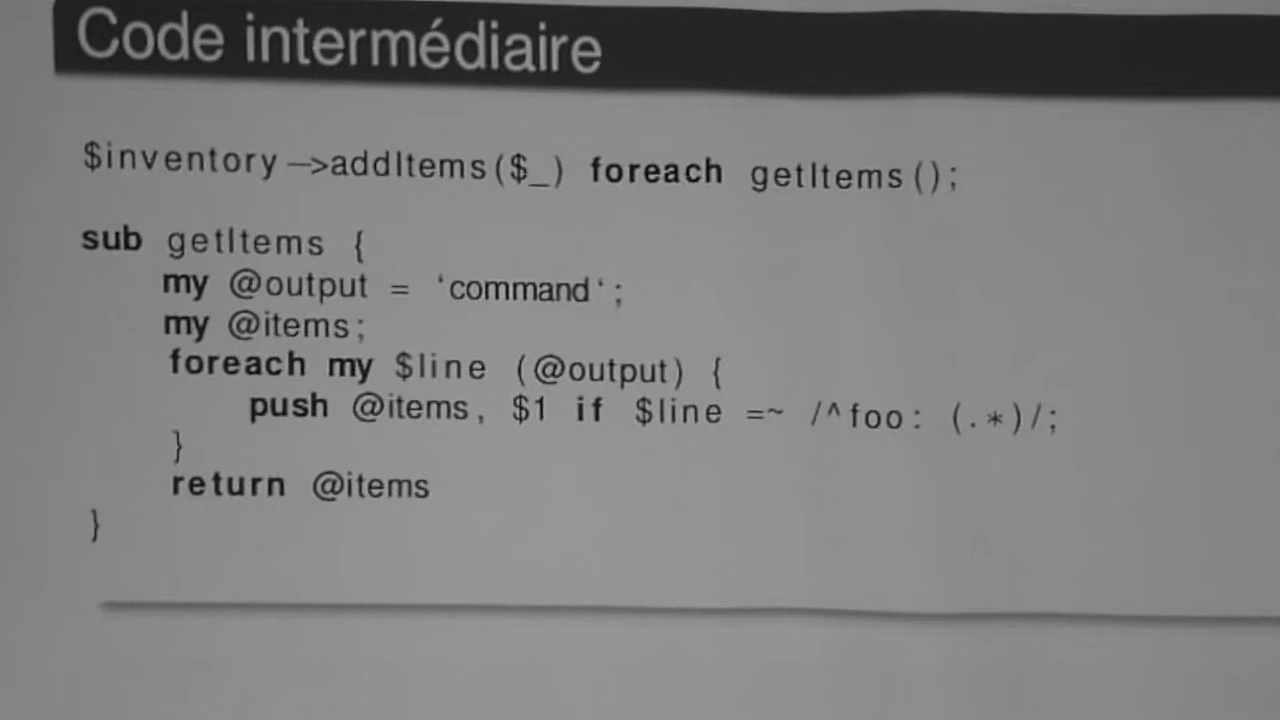 Code intermédiaire
$inventory->addItems($_) foreach getItems();
sub getItems {
    my @output = ‘command‘;
    my @items;
    foreach my $line (@output) {
        push @items, $1 if $line =~ /^foo: (.*)/;
    }
    return @items
}